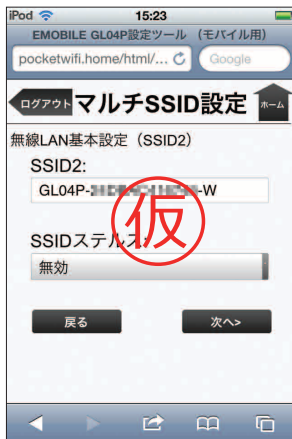 iPod 15:23
EMOBILE GL04P設定ツール （モバイル用）
pocketwifi.home/html/... Google
ログアウト マルチSSID設定 ホーム
無線LAN基本設定（SSID2）
SSID2:
GL04P- -W
仮
SSIDステルス:
無効
戻る 次へ>